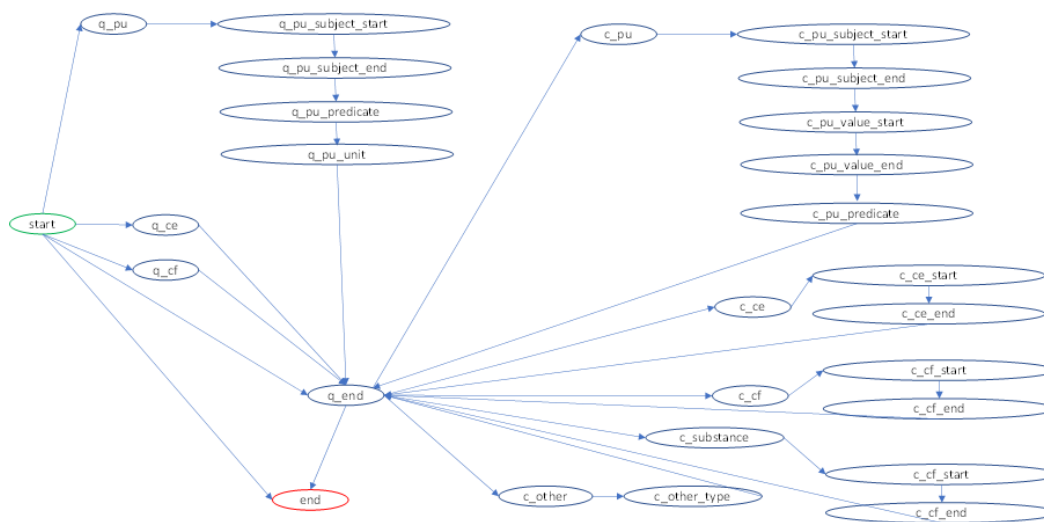 q_pu
q_pu_subject_start
q_pu_subject_end
q_pu_predicate
q_pu_unit
start
q_ce
q_cf
q_end
end
c_pu
c_pu_subject_start
c_pu_subject_end
c_pu_value_start
c_pu_value_end
c_pu_predicate
c_ce
c_ce_start
c_ce_end
c_cf
c_cf_start
c_cf_end
c_substance
c_cf_start
c_cf_end
c_other
c_other_type